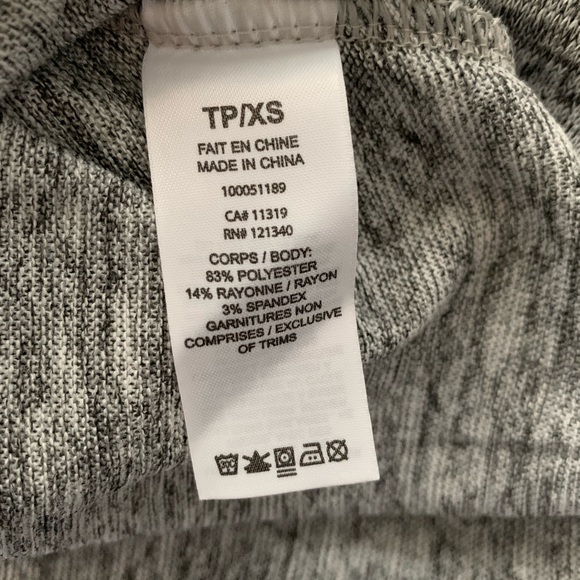 TP/XS
FAIT EN CHINE
MADE IN CHINA
100051189
CA# 11319
RN# 121340
CORPS / BODY:
83% POLYESTER
14% RAYONNE / RAYON
3% SPANDEX
GARNITURES NON
COMPRISES / EXCLUSIVE
OF TRIMS